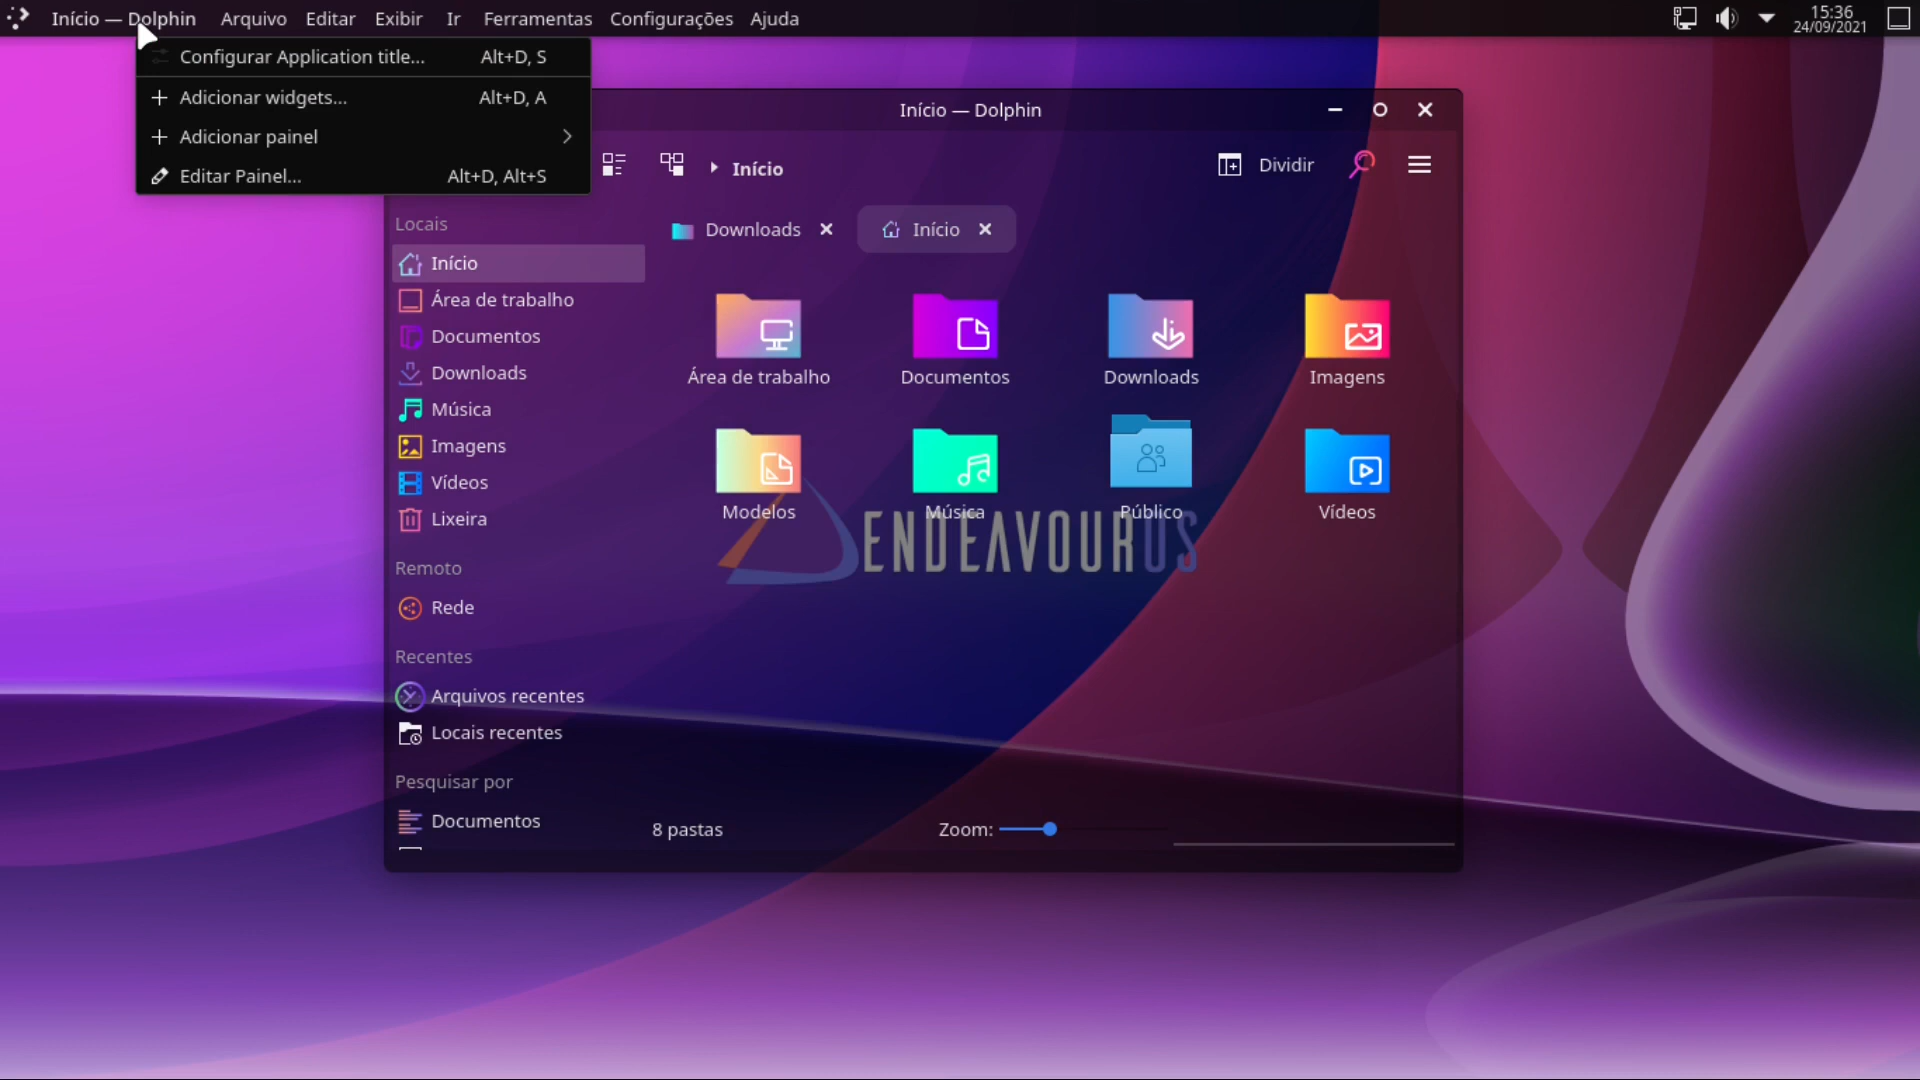 Início — Dolphin Arquivo Editar Exibir Ir Ferramentas Configurações Ajuda
15:36
24/09/2021
Configurar Application title... Alt+D, S
Adicionar widgets... Alt+D, A
Adicionar painel
Editar Painel... Alt+D, Alt+S
Início — Dolphin
Início
Dividir
Downloads
Início
Locais
Início
Área de trabalho
Documentos
Downloads
Música
Imagens
Vídeos
Lixeira
Remoto
Rede
Recentes
Arquivos recentes
Locais recentes
Pesquisar por
Documentos
Área de trabalho Documentos Downloads Imagens
Modelos Música Público Vídeos
ENDEAVOUROS
8 pastas
Zoom: